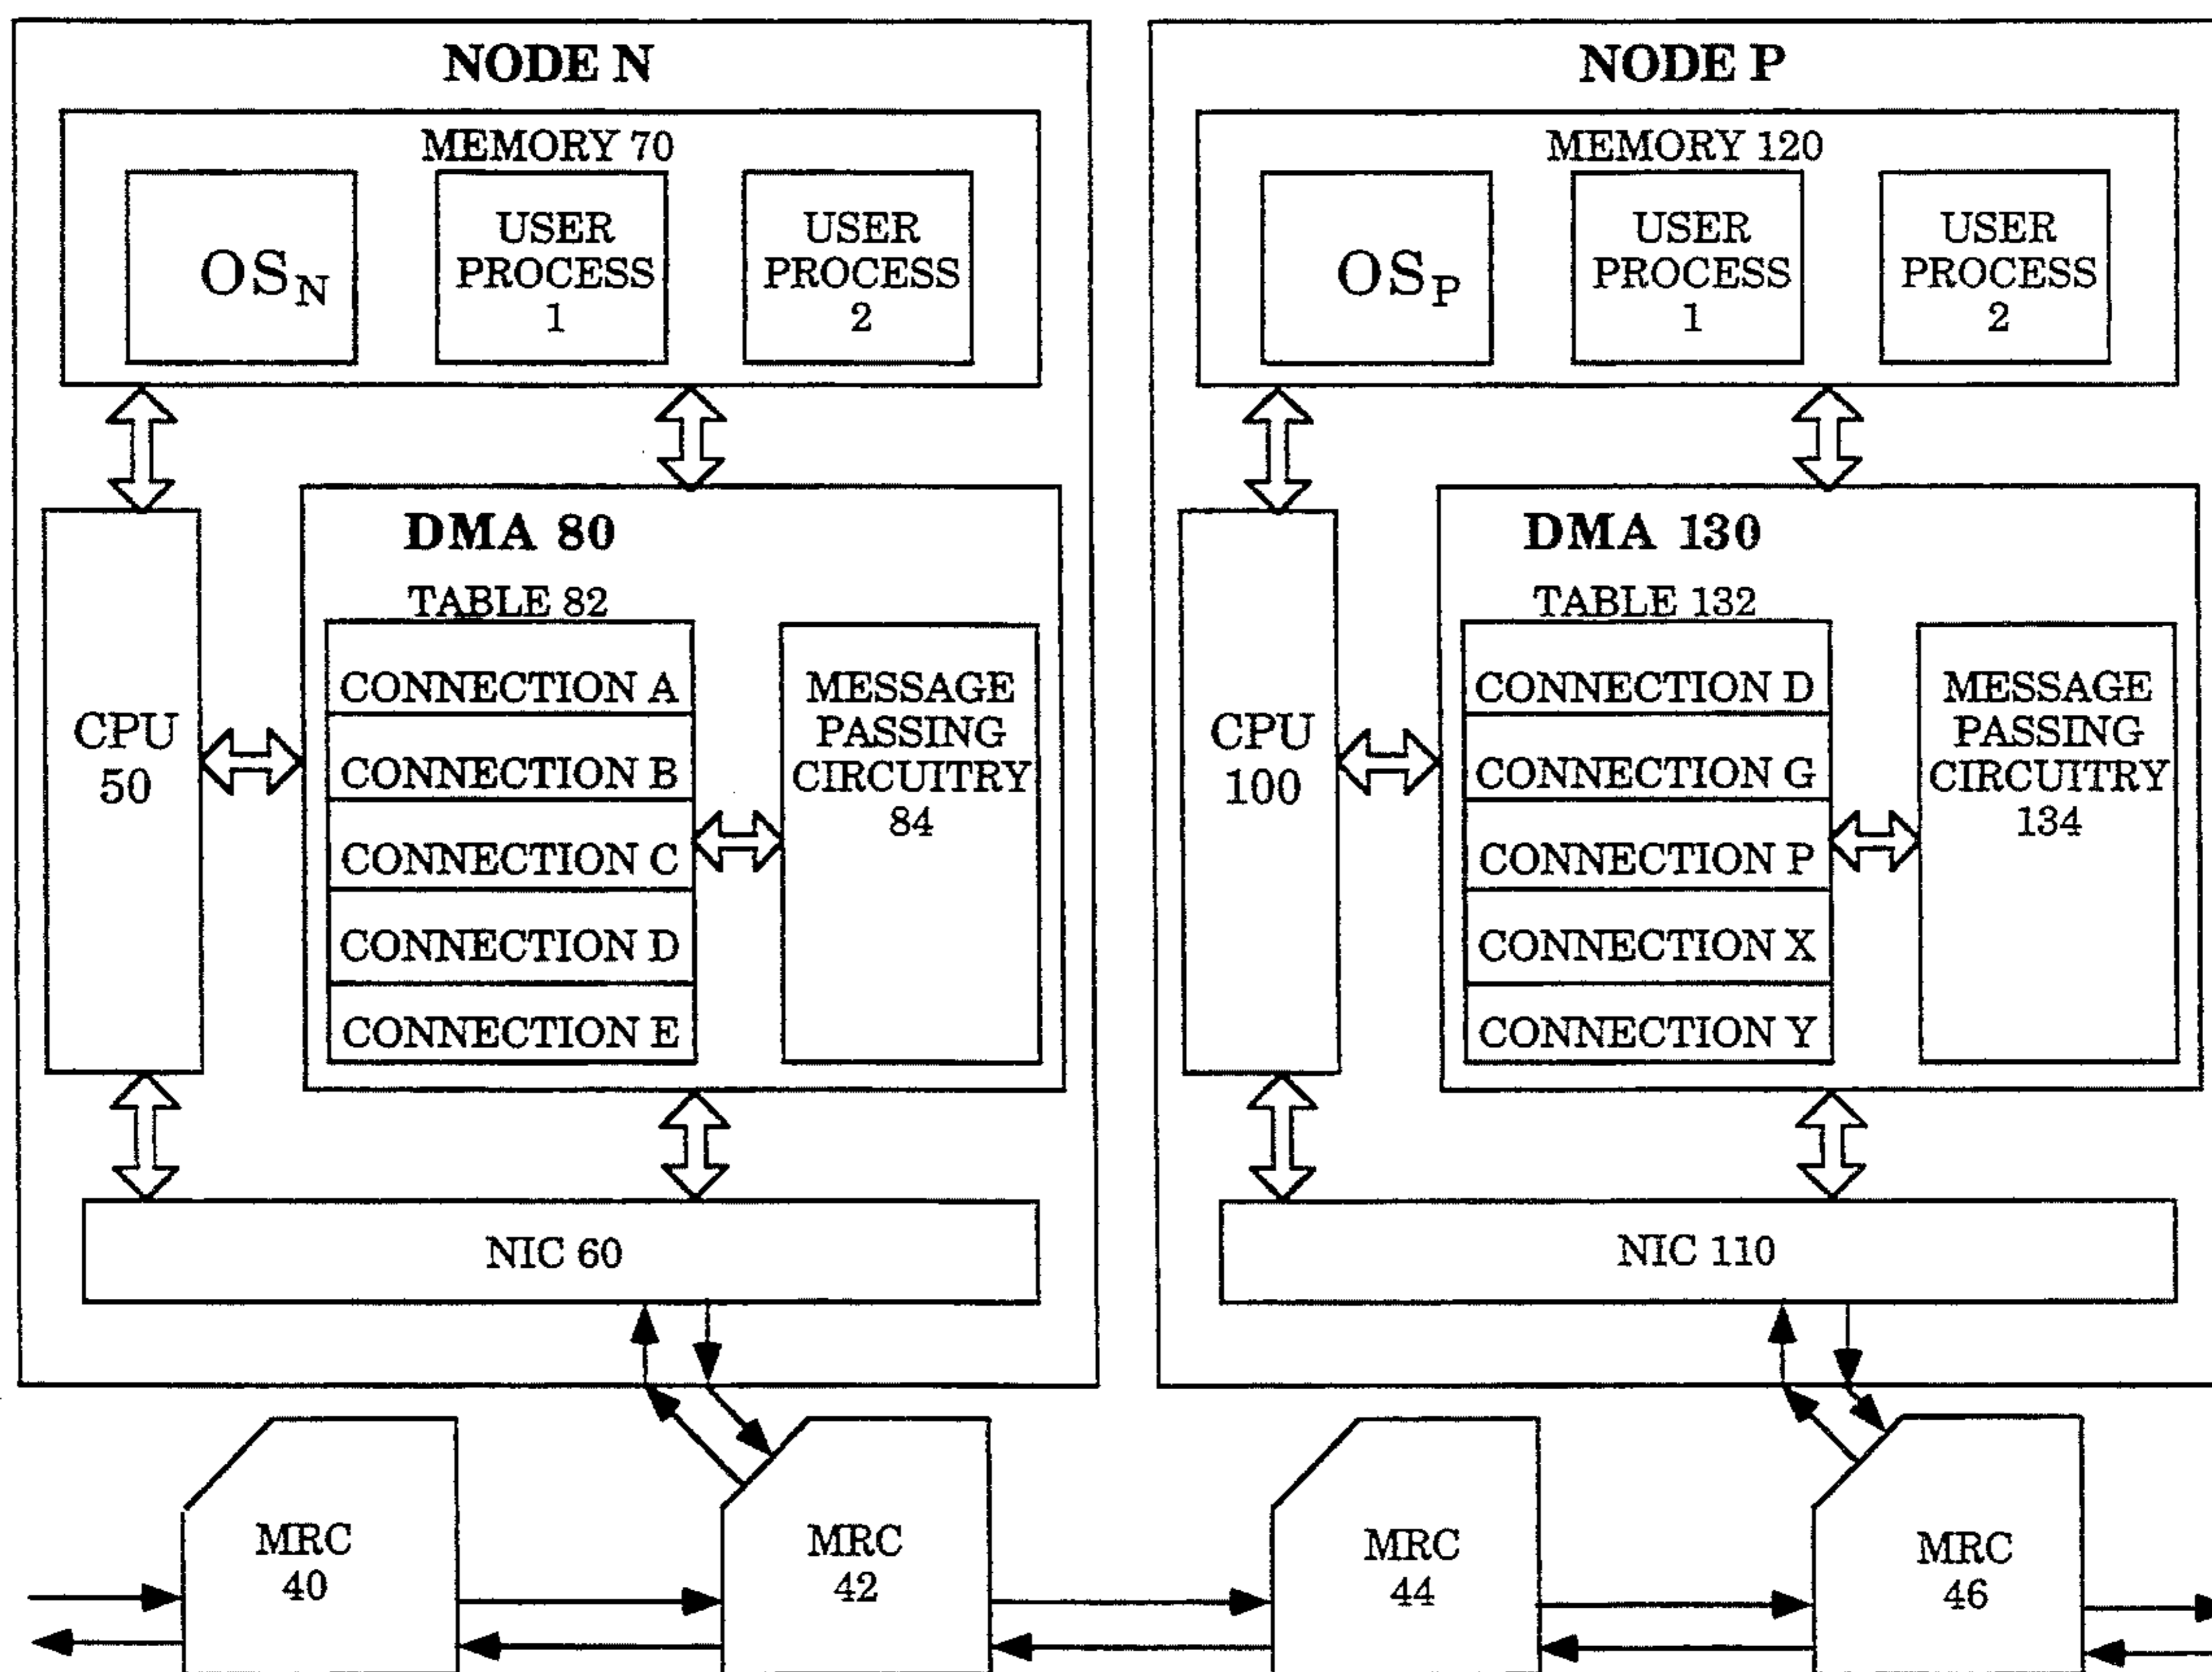 NODE N
MEMORY 70
OS_N
USER
PROCESS
1
USER
PROCESS
2
DMA 80
TABLE 82
CONNECTION A
CONNECTION B
CONNECTION C
CONNECTION D
CONNECTION E
MESSAGE
PASSING
CIRCUITRY
84
CPU
50
NIC 60
NODE P
MEMORY 120
OS_P
USER
PROCESS
1
USER
PROCESS
2
DMA 130
TABLE 132
CONNECTION D
CONNECTION G
CONNECTION P
CONNECTION X
CONNECTION Y
MESSAGE
PASSING
CIRCUITRY
134
CPU
100
NIC 110
MRC
40
MRC
42
MRC
44
MRC
46